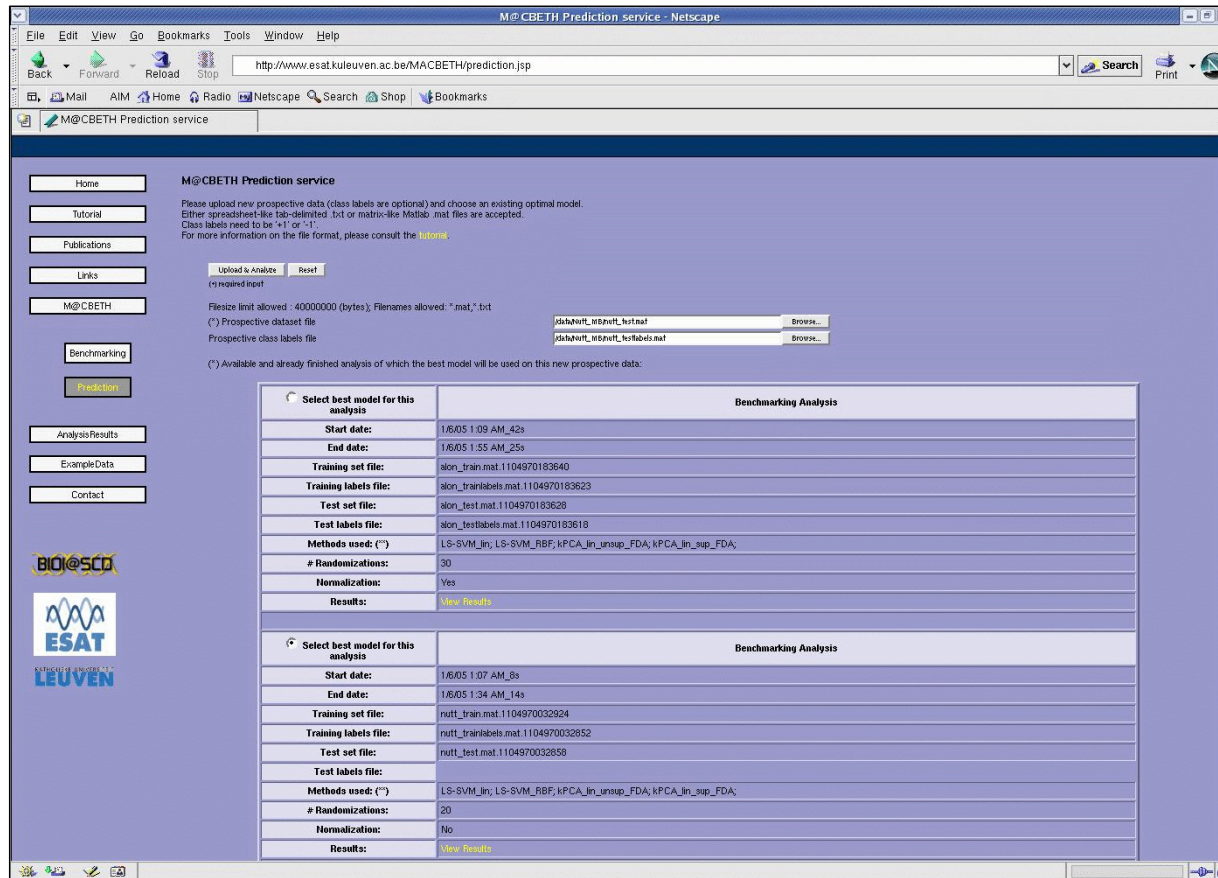 M@CBETH Prediction service - Netscape
File Edit View Go Bookmarks Tools Window Help
Back Forward Reload Stop http://www.esat.kuleuven.ac.be/MACBETH/prediction.jsp Search Print
Mail AIM Home Radio Netscape Search Shop Bookmarks
M@CBETH Prediction service
Home
Tutorial
Publications
Links
M@CBETH
Benchmarking
Prediction
AnalysisResults
ExampleData
Contact
BIOI@SCD
ESAT
KATHOLIEKE UNIVERSITEIT
LEUVEN
M@CBETH Prediction service
Please upload new prospective data (class labels are optional) and choose an existing optimal model.
Either spreadsheet-like tab-delimited .txt or matrix-like Matlab .mat files are accepted.
Class labels need to be '+1' or '-1'.
For more information on the file format, please consult the tutorial.
Upload & Analyze Reset
(*) required input
Filesize limit allowed : 40000000 (bytes); Filenames allowed: *.mat,*.txt
(*) Prospective dataset file /data/Nutt_MB/nutt_test.mat Browse...
Prospective class labels file /data/Nutt_MB/nutt_testlabels.mat Browse...
(*) Available and already finished analysis of which the best model will be used on this new prospective data:
Select best model for this analysis Benchmarking Analysis
Start date: 1/6/05 1:09 AM_42s
End date: 1/6/05 1:55 AM_25s
Training set file: alon_train.mat.1104970183640
Training labels file: alon_trainlabels.mat.1104970183623
Test set file: alon_test.mat.1104970183628
Test labels file: alon_testlabels.mat.1104970183618
Methods used: (**) LS-SVM_lin; LS-SVM_RBF; kPCA_lin_unsup_FDA; kPCA_lin_sup_FDA;
# Randomizations: 30
Normalization: Yes
Results: View Results
Select best model for this analysis Benchmarking Analysis
Start date: 1/6/05 1:07 AM_8s
End date: 1/6/05 1:34 AM_14s
Training set file: nutt_train.mat.1104970032924
Training labels file: nutt_trainlabels.mat.1104970032852
Test set file: nutt_test.mat.1104970032858
Test labels file:
Methods used: (**) LS-SVM_lin; LS-SVM_RBF; kPCA_lin_unsup_FDA; kPCA_lin_sup_FDA;
# Randomizations: 20
Normalization: No
Results: View Results